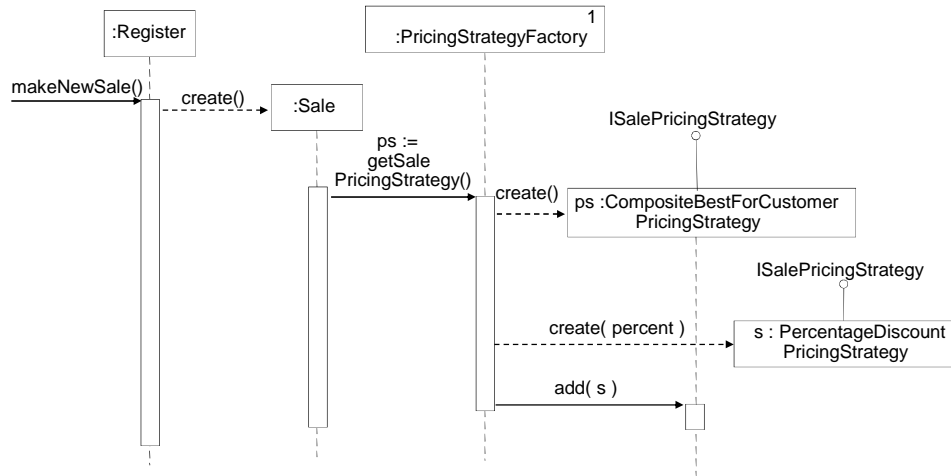 1
:Register
:PricingStrategyFactory
makeNewSale()
create()
:Sale
ISalePricingStrategy
ps :=
getSale
PricingStrategy()
create()
ps :CompositeBestForCustomer
PricingStrategy
ISalePricingStrategy
create( percent )
s : PercentageDiscount
PricingStrategy
add( s )